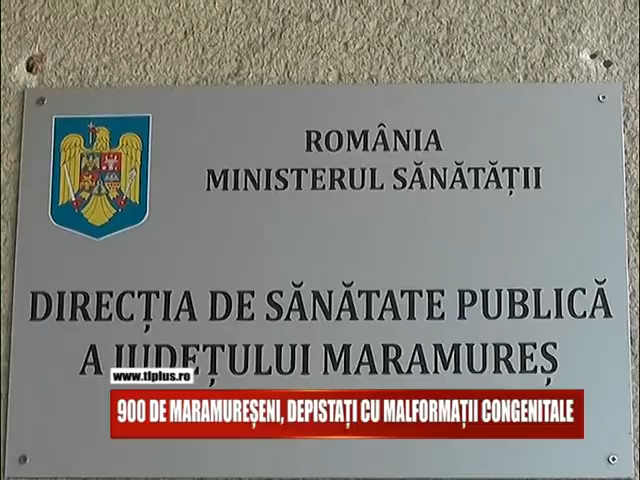 ROMÂNIA
MINISTERUL SĂNĂTĂȚII
DIRECȚIA DE SĂNĂTATE PUBLICĂ
A JUDEȚULUI MARAMUREȘ
www.tlplus.ro
900 DE MARAMUREȘENI, DEPISTAȚI CU MALFORMAȚII CONGENITALE